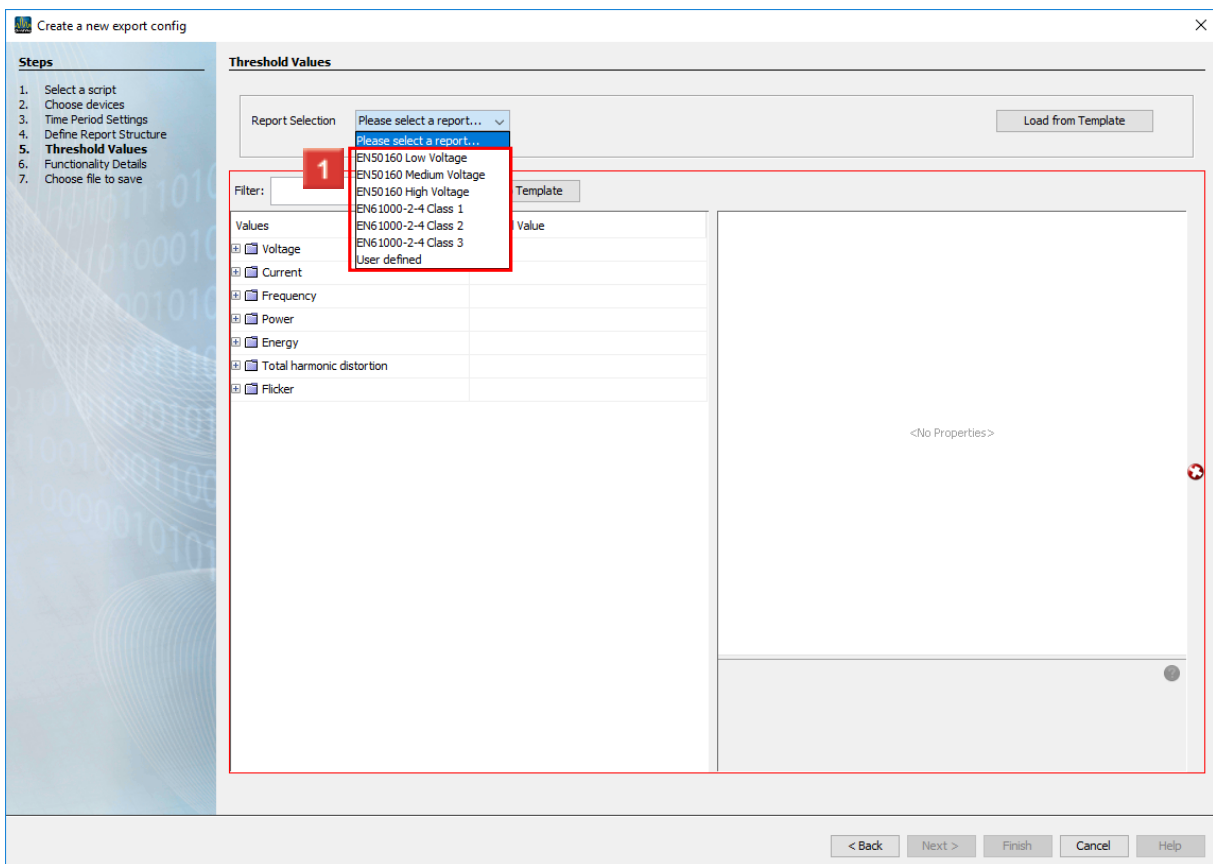 Create a new export config
Steps
1. Select a script
2. Choose devices
3. Time Period Settings
4. Define Report Structure
5. Threshold Values
6. Functionality Details
7. Choose file to save
Threshold Values
Report Selection
Please select a report...
Load from Template
Please select a report...
EN50160 Low Voltage
EN50160 Medium Voltage
EN50160 High Voltage
EN61000-2-4 Class 1
EN61000-2-4 Class 2
EN61000-2-4 Class 3
User defined
1
Filter:
Template
Values
Value
Voltage
Current
Frequency
Power
Energy
Total harmonic distortion
Flicker
<No Properties>
?
< Back
Next >
Finish
Cancel
Help